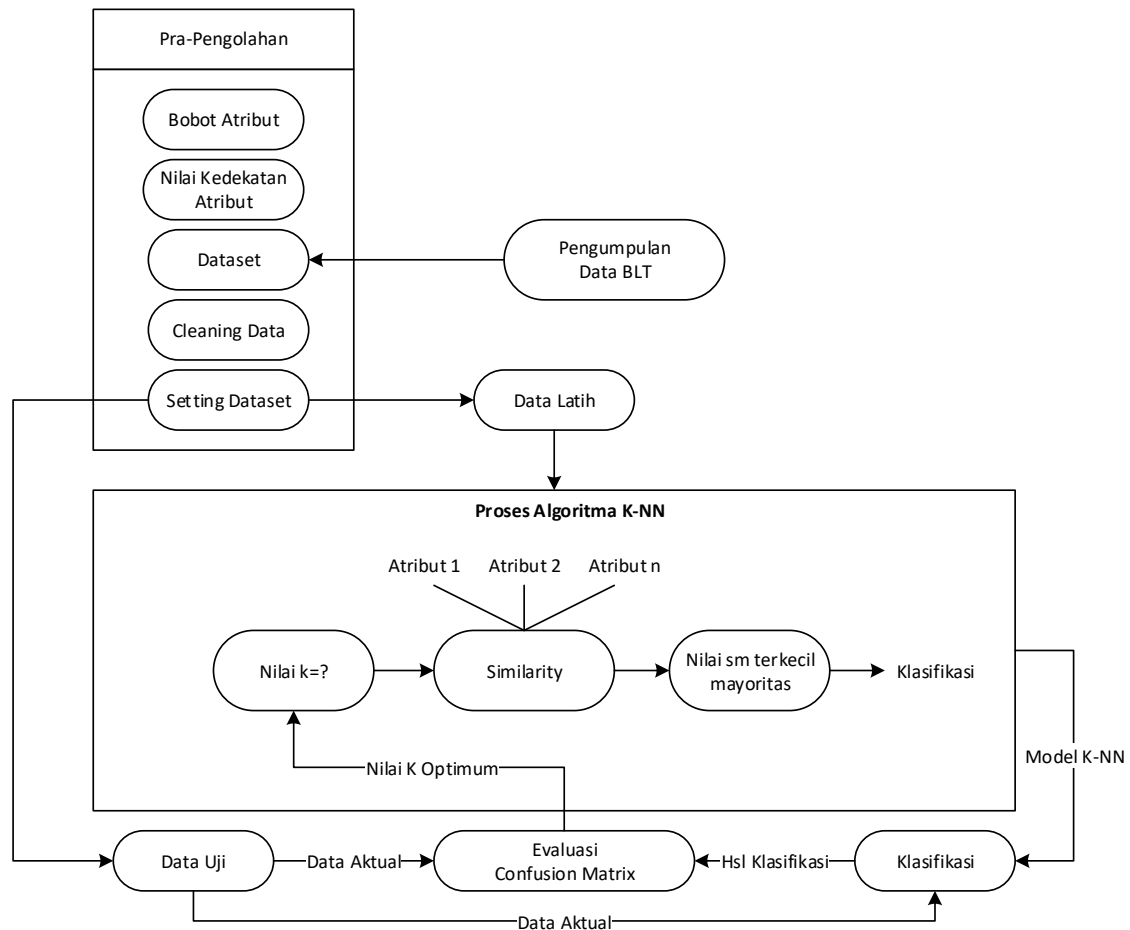 Pra-Pengolahan
Bobot Atribut
Nilai Kedekatan
Atribut
Dataset
Pengumpulan
Data BLT
Cleaning Data
Setting Dataset
Data Latih
Proses Algoritma K-NN
Atribut 1
Atribut 2
Atribut n
Nilai k=?
Similarity
Nilai sm terkecil
mayoritas
Klasifikasi
Nilai K Optimum
Model K-NN
Data Uji
Data Aktual
Evaluasi
Confusion Matrix
Hsl Klasifikasi
Klasifikasi
Data Aktual